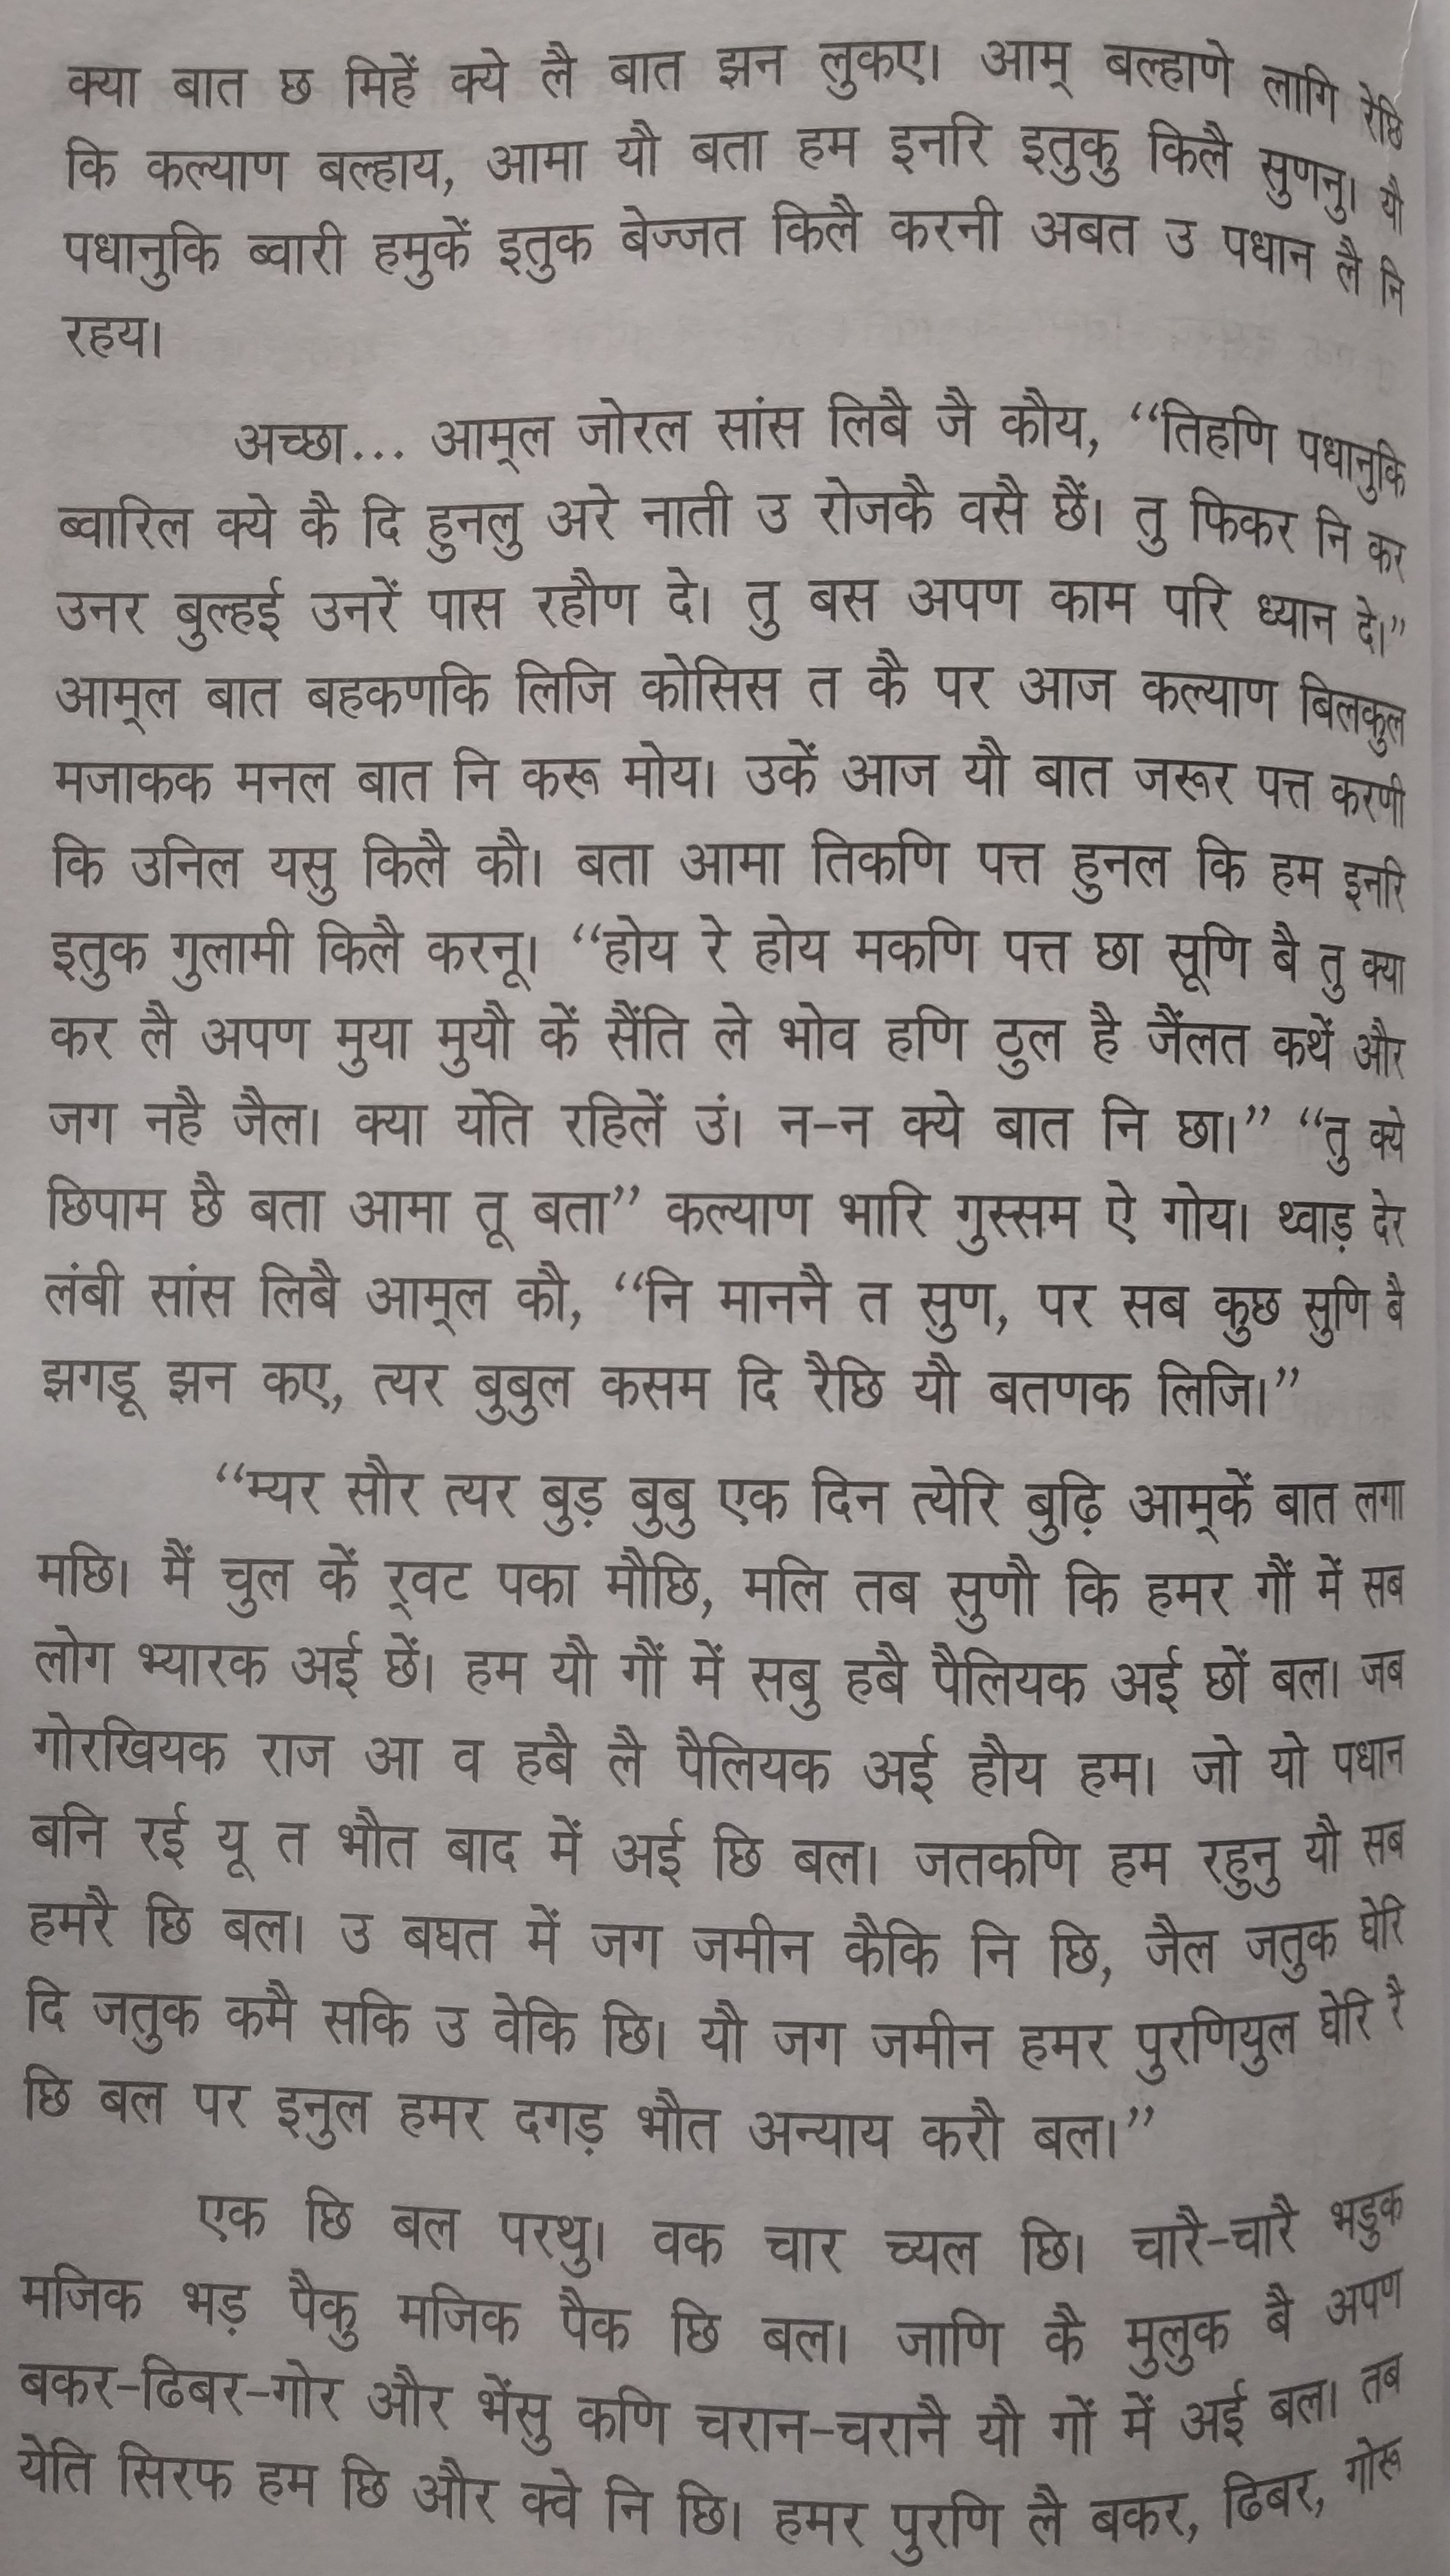 क्या बात छ मिहें क्ये लै बात झन लुकए। आम् बल्हाणे लागि रेछि
कि कल्याण बल्हाय, आमा यौ बता हम इनरि इतुकु किलै सुणनु। यौ
पधानुकि ब्वारी हमुकें इतुक बेज्जत किलै करनी अबत उ पधान लै नि
रहय।
अच्छा... आम्‌ल जोरल सांस लिबै जै कौय, “तिहणि पधानुकि
ब्वारिल क्ये कै दि हुनलु अरे नाती उ रोजकै वसै छैं। तु फिकर नि कर
उनर बुल्हई उनरें पास रहौण दे। तु बस अपण काम परि ध्यान दे।”
आम्‌ल बात बहकणकि लिजि कोसिस त कै पर आज कल्याण बिलकुल
मजाकक मनल बात नि करू मोय। उकें आज यौ बात जरूर पत्त करणी
कि उनिल यसु किलै कौ। बता आमा तिकणि पत्त हुनल कि हम इनरि
इतुक गुलामी किलै करनू। “होय रे होय मकणि पत्त छा सूणि बै तु क्या
कर लै अपण मुया मुयौ कें सैंति ले भोव हणि ठुल है जैंलत कथें और
जग नहै जैल। क्या येंति रहिलें उं। न-न क्ये बात नि छा।” “तु क्ये
छिपाम छै बता आमा तू बता” कल्याण भारि गुस्सम ऐ गोय। थ्वाड़ देर
लंबी सांस लिबै आम्‌ल कौ, “नि माननै त सुण, पर सब कुछ सुणि बै
झगडू झन कए, त्यर बुबुल कसम दि रैछि यौ बतणक लिजि।”
“म्यर सौर त्यर बुड़ बुबु एक दिन त्येरि बुढ़ि आम्‌कें बात लगा
मछि। मैं चुल कें र्‌वट पका मौछि, मलि तब सुणौ कि हमर गौं में सब
लोग भ्यारक अई छें। हम यौ गौं में सबु हबै पैलियक अई छों बल। जब
गोरखियक राज आ व हबै लै पैलियक अई हौय हम। जो यो पधान
बनि रई यू त भौत बाद में अई छि बल। जतकणि हम रहुनु यौ सब
हमरै छि बल। उ बघत में जग जमीन कैकि नि छि, जैल जतुक घेरि
दि जतुक कमै सकि उ वेकि छि। यौ जग जमीन हमर पुरणियुल घेरि रै
छि बल पर इनुल हमर दगड़ भौत अन्याय करौ बल।”
एक छि बल परथु। वक चार च्यल छि। चारै-चारै भडुक
मजिक भड़ पैकु मजिक पैक छि बल। जाणि कै मुलुक बै अपण
बकर-ढिबर-गोर और भेंसु कणि चरान-चरानै यौ गों में अई बल। तब
येति सिरफ हम छि और क्वे नि छि। हमर पुरणि लै बकर, ढिबर, गोरू